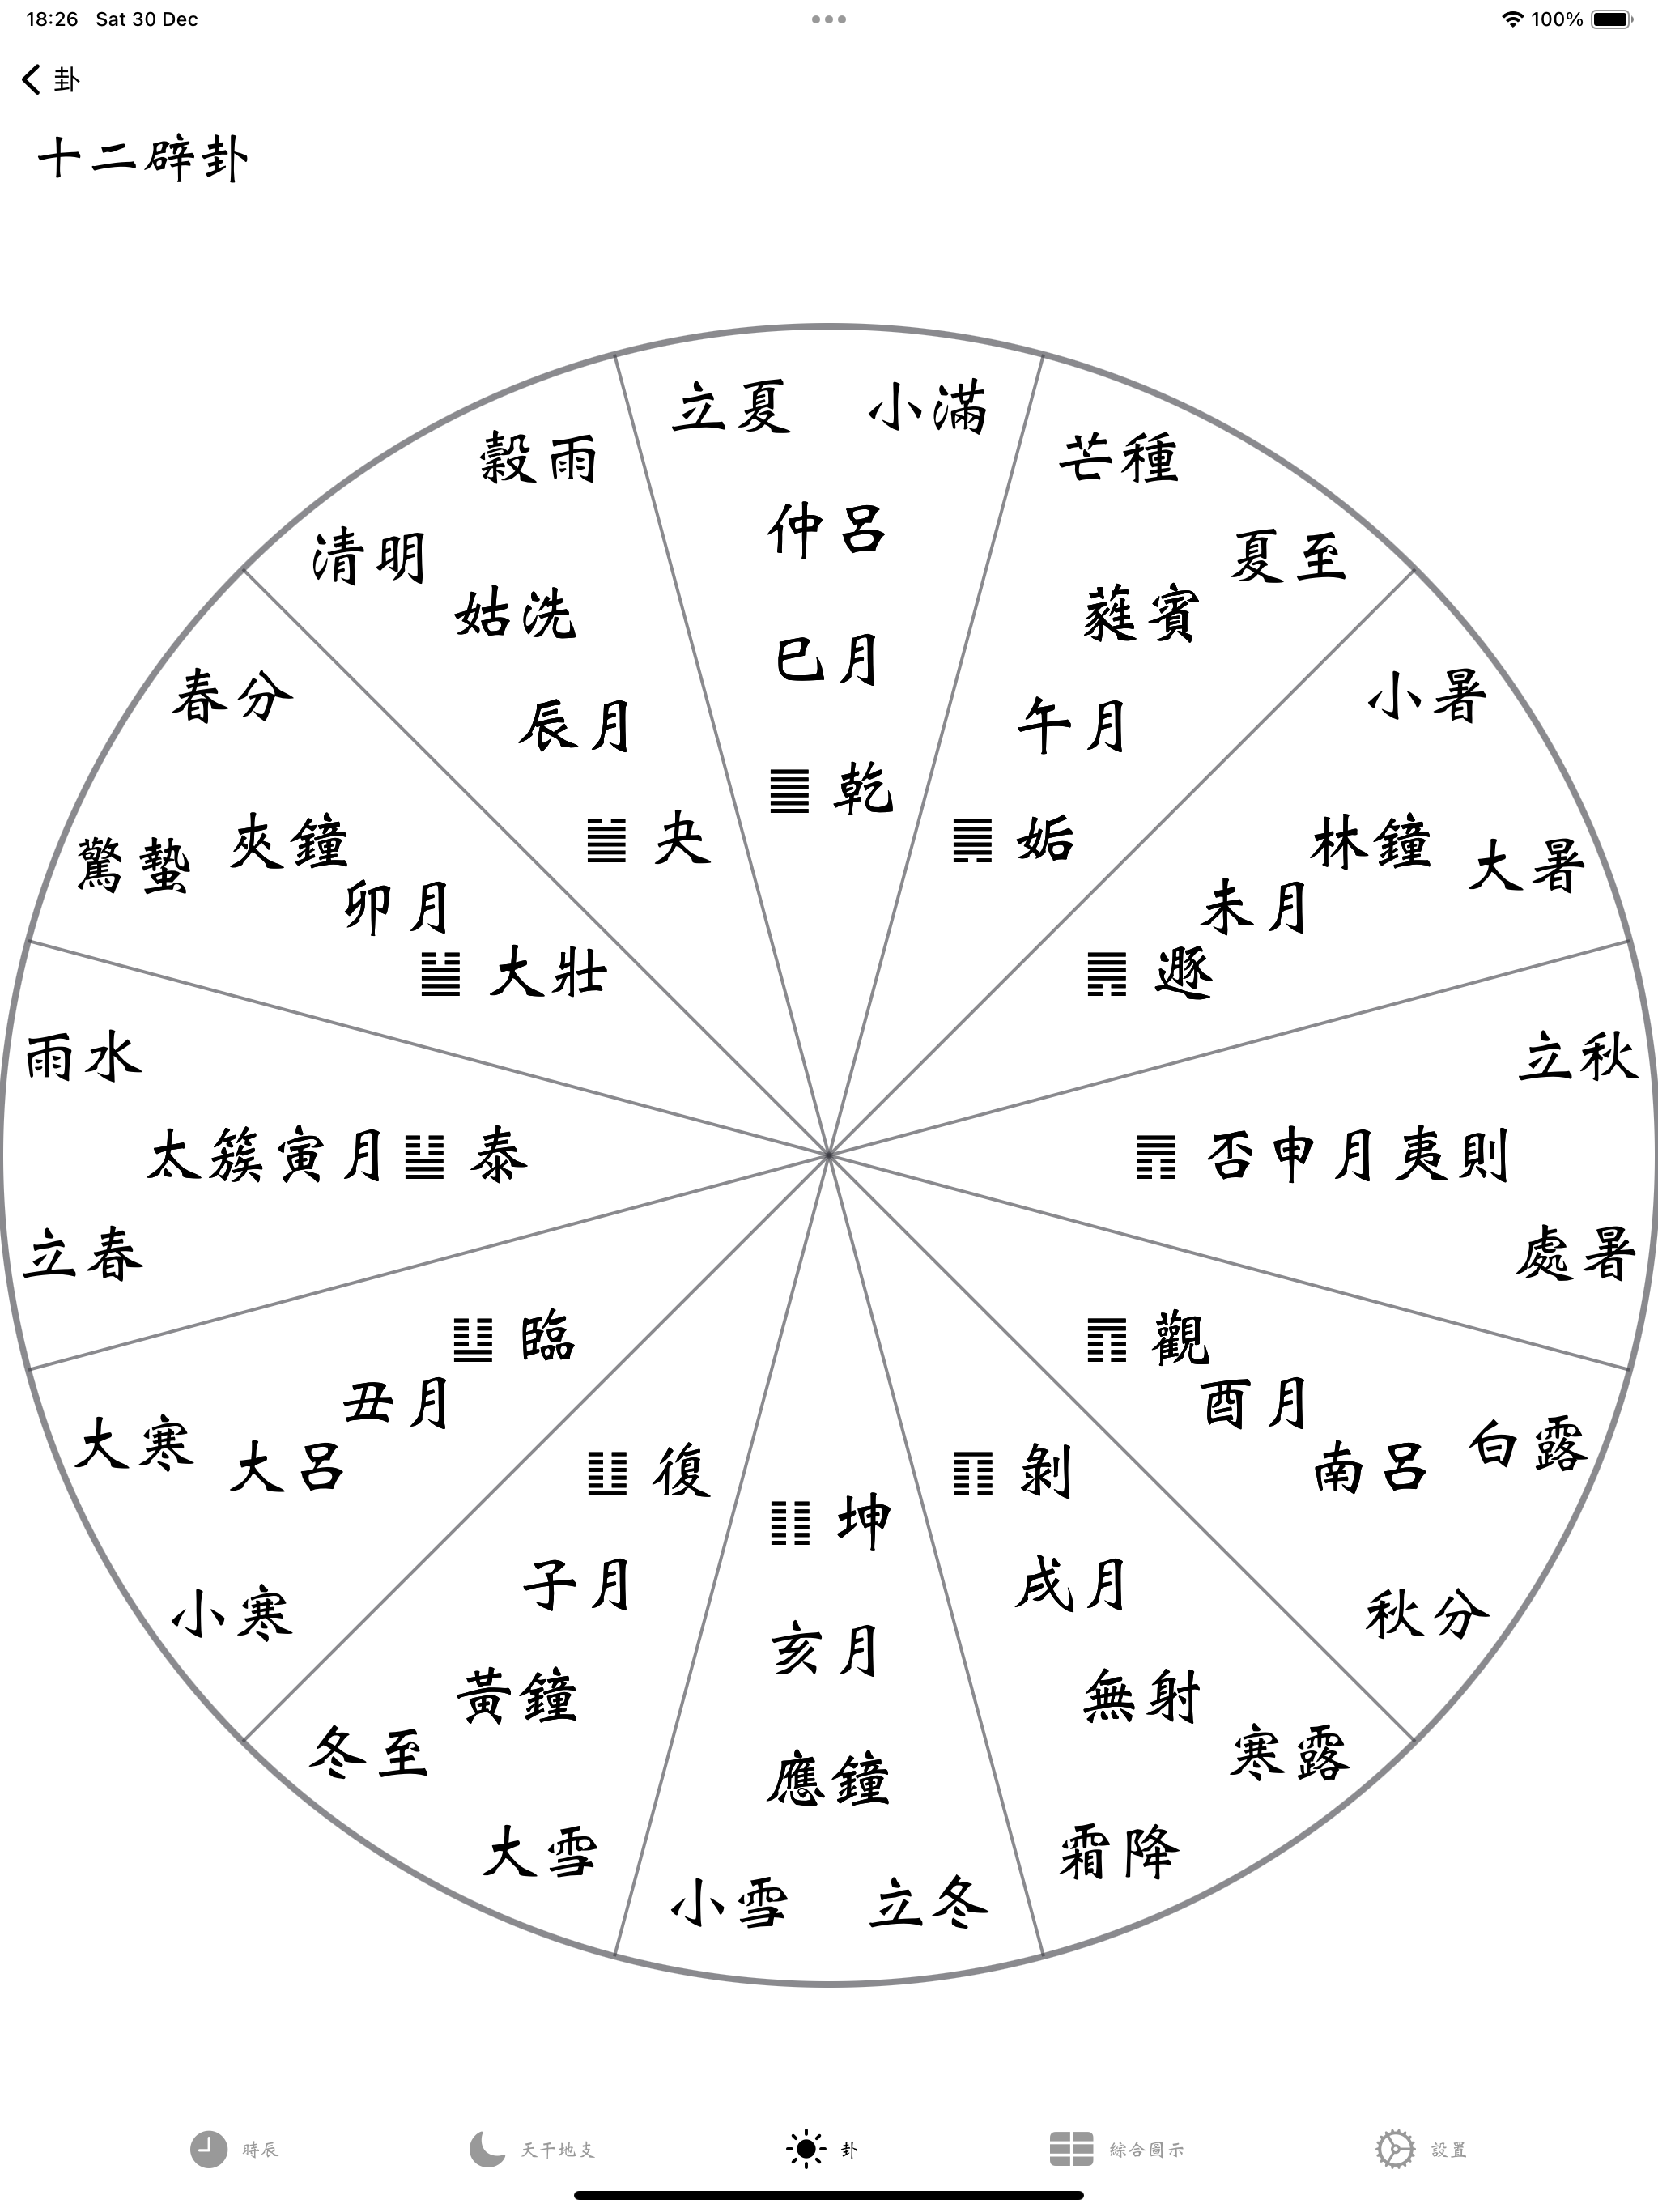 18:26 Sat 30 Dec
100%
卦
十二辟卦
立夏 小滿
仲呂
巳月
䷀ 乾
芒種
夏至
蕤賓
午月
䷫ 姤
小暑
大暑
林鐘
未月
䷠ 遯
立秋
䷋ 否申月夷則
處暑
䷓ 觀
酉月
南呂
白露
秋分
䷖ 剝
戌月
無射
寒露
霜降
䷁ 坤
亥月
應鐘
小雪 立冬
䷗ 復
子月
黃鐘
冬至
大雪
䷒ 臨
丑月
大呂
大寒
小寒
雨水
太簇寅月䷊ 泰
立春
春分
驚蟄
夾鐘
卯月
䷡ 大壯
穀雨
清明
姑洗
辰月
䷪ 夬
時辰
天干地支
卦
綜合圖示
設置